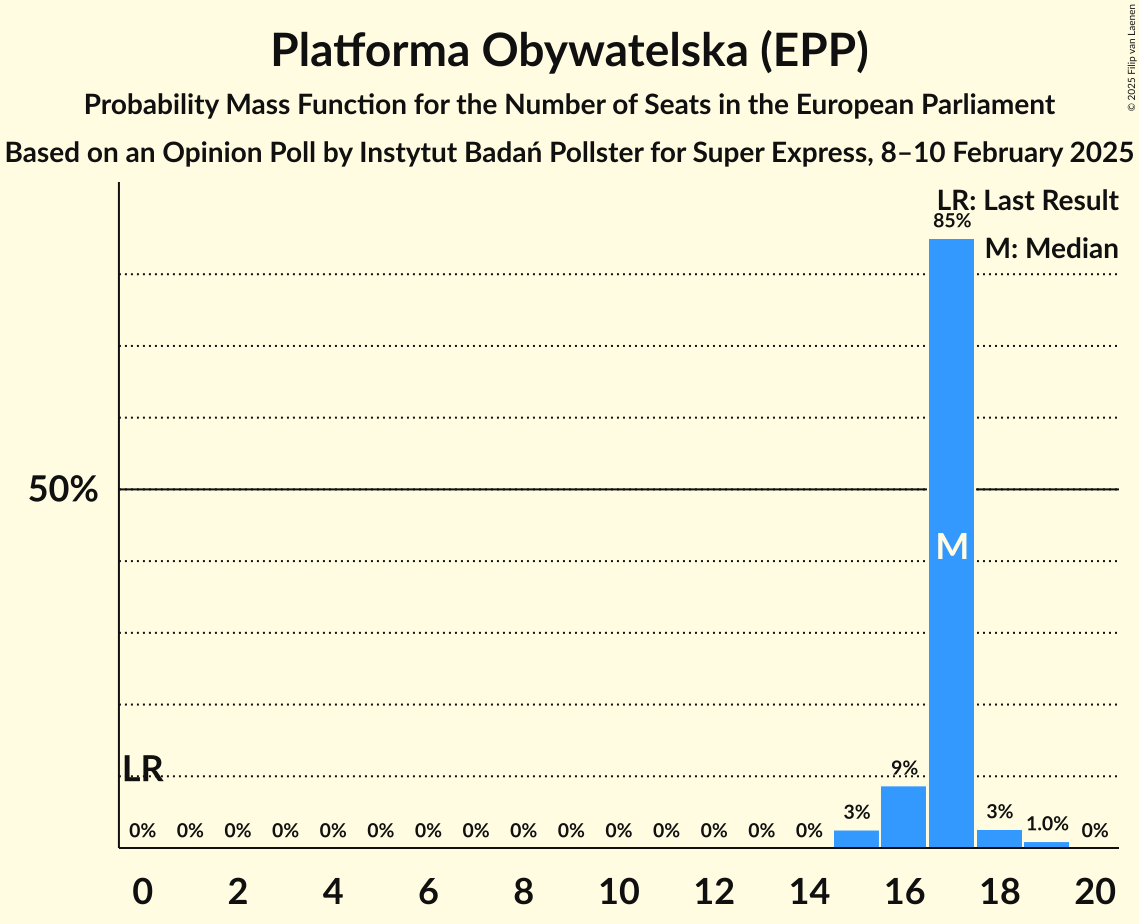 Platforma Obywatelska (EPP)
Probability Mass Function for the Number of Seats in the European Parliament
Based on an Opinion Poll by Instytut Badań Pollster for Super Express, 8–10 February 2025
© 2025 Filip van Laenen
LR: Last Result
85%
M: Median
50%
M
LR
9%
3%
3%
1.0%
0% 0% 0% 0% 0% 0% 0% 0% 0% 0% 0% 0% 0% 0% 0% 0%
0 2 4 6 8 10 12 14 16 18 20